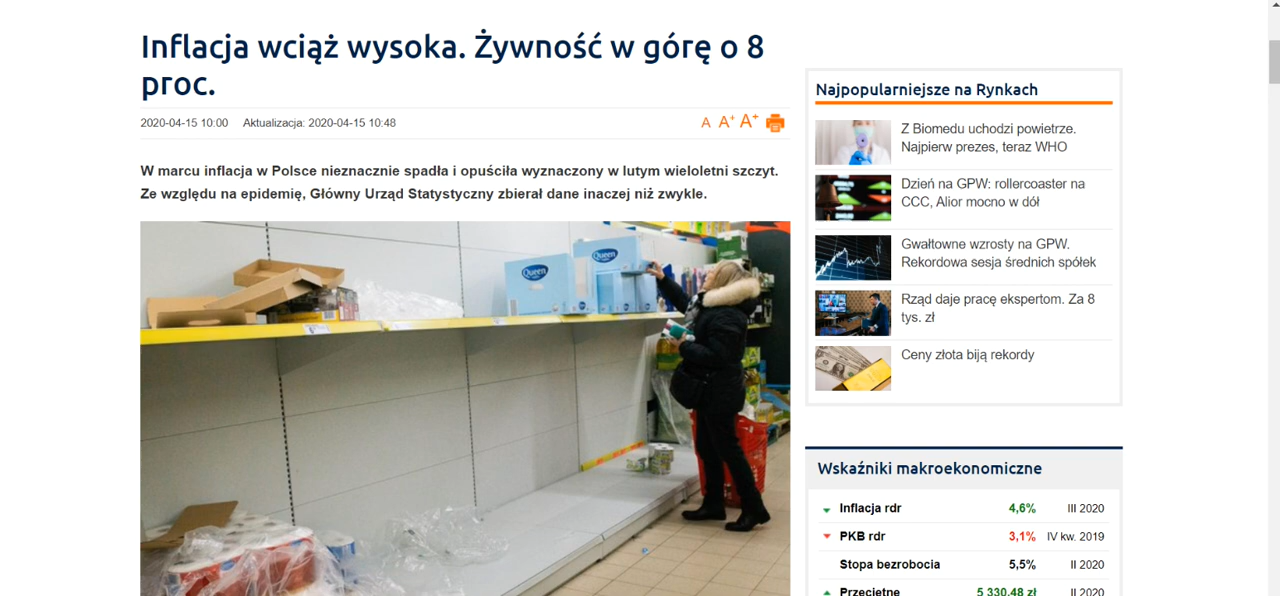 Inflacja wciąż wysoka. Żywność w górę o 8
proc.
2020-04-15 10:00 Aktualizacja: 2020-04-15 10:48
A A+ A+
W marcu inflacja w Polsce nieznacznie spadła i opuściła wyznaczony w lutym wieloletni szczyt.
Ze względu na epidemię, Główny Urząd Statystyczny zbierał dane inaczej niż zwykle.
Queen
Queen
Najpopularniejsze na Rynkach
Z Biomedu uchodzi powietrze.
Najpierw prezes, teraz WHO
Dzień na GPW: rollercoaster na
CCC, Alior mocno w dół
Gwałtowne wzrosty na GPW.
Rekordowa sesja średnich spółek
Rząd daje pracę ekspertom. Za 8
tys. zł
Ceny złota biją rekordy
Wskaźniki makroekonomiczne
Inflacja rdr 4,6% III 2020
PKB rdr 3,1% IV kw. 2019
Stopa bezrobocia 5,5% II 2020
Przeciętne 5 330,48 zł II 2020